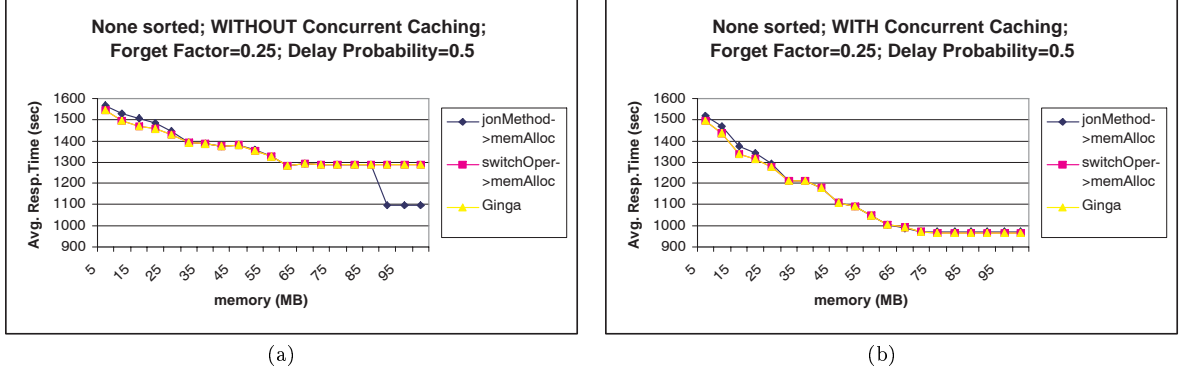 None sorted; WITHOUT Concurrent Caching;
Forget Factor=0.25; Delay Probability=0.5
Avg. Resp.Time (sec)
1600
1500
1400
1300
1200
1100
1000
900
5
15
25
35
45
55
65
75
85
95
memory (MB)
jonMethod-
>memAlloc
switchOper-
>memAlloc
Ginga
(a)
None sorted; WITH Concurrent Caching;
Forget Factor=0.25; Delay Probability=0.5
Avg. Resp.Time (sec)
1600
1500
1400
1300
1200
1100
1000
900
5
15
25
35
45
55
65
75
85
95
memory (MB)
jonMethod-
>memAlloc
switchOper-
>memAlloc
Ginga
(b)